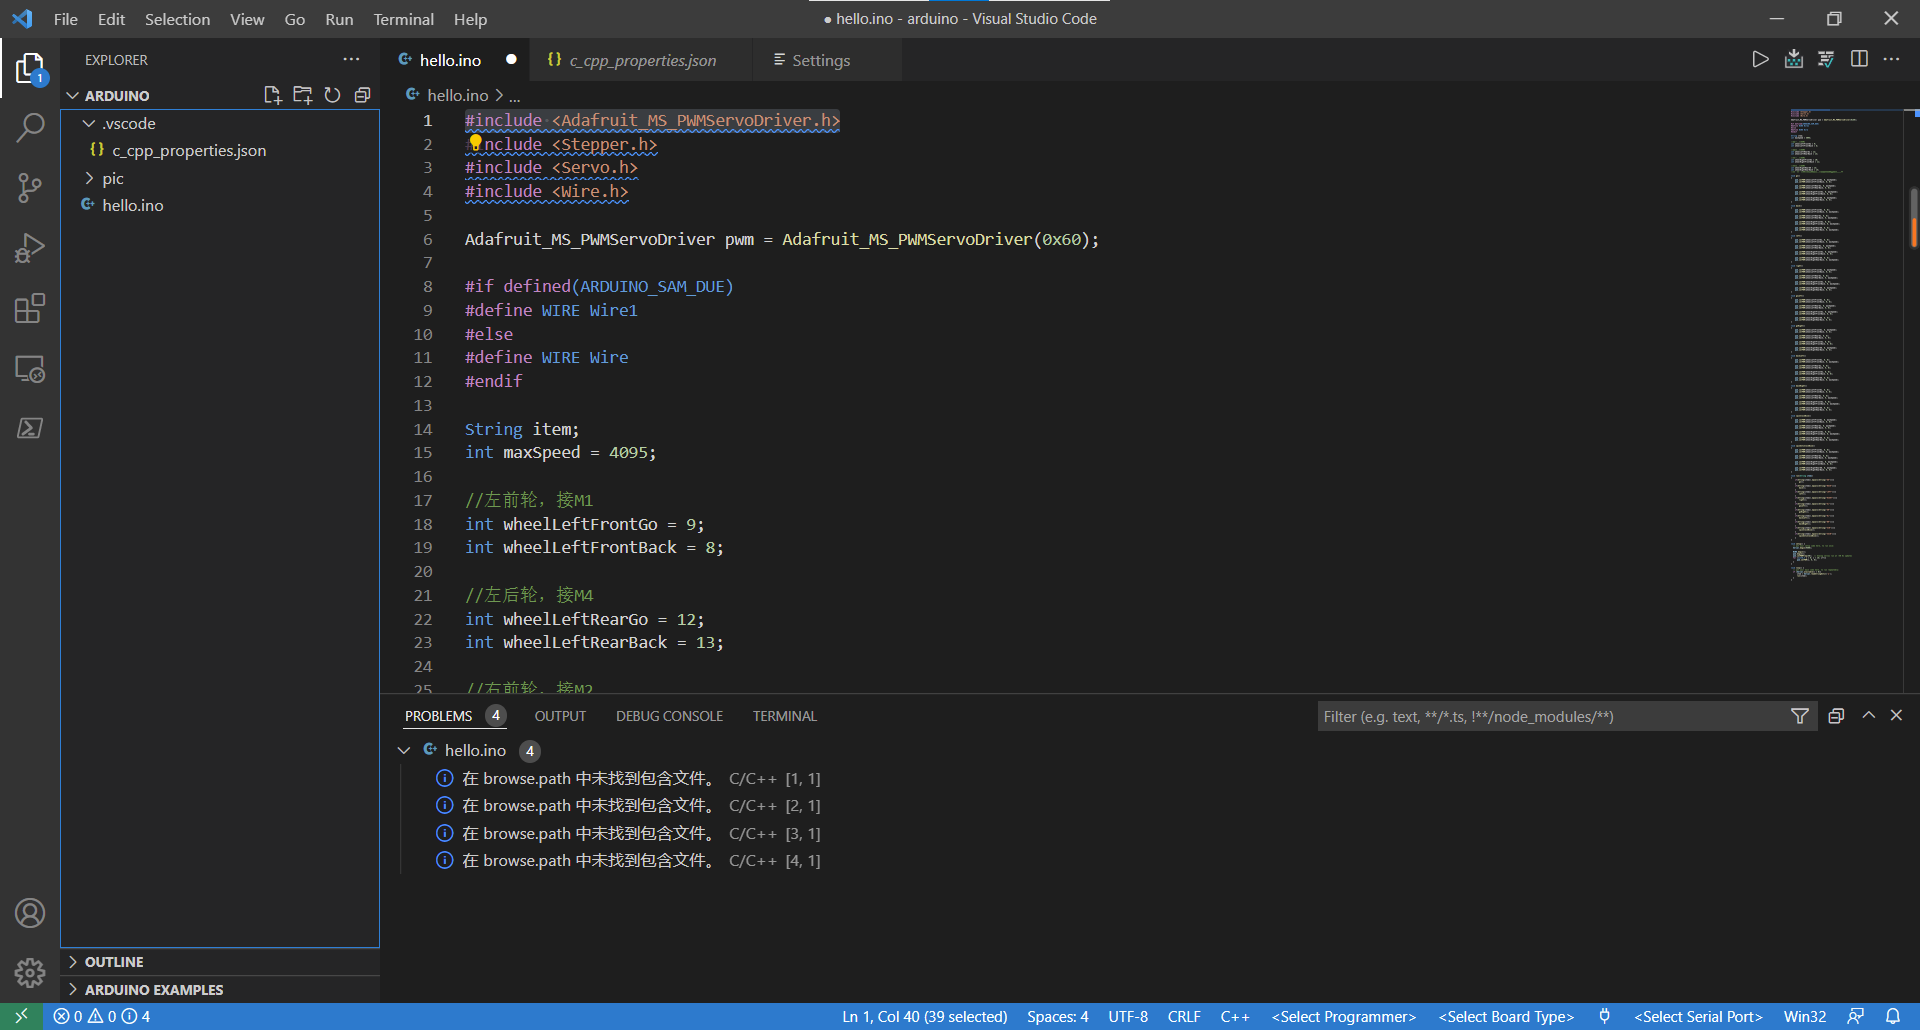 File Edit Selection View Go Run Terminal Help
● hello.ino - arduino - Visual Studio Code
EXPLORER
ARDUINO
.vscode
{} c_cpp_properties.json
pic
hello.ino
OUTLINE
ARDUINO EXAMPLES
1
hello.ino
{} c_cpp_properties.json
Settings
hello.ino > ...
1 #include <Adafruit_MS_PWMServoDriver.h>
2 #include <Stepper.h>
3 #include <Servo.h>
4 #include <Wire.h>
5
6 Adafruit_MS_PWMServoDriver pwm = Adafruit_MS_PWMServoDriver(0x60);
7
8 #if defined(ARDUINO_SAM_DUE)
9 #define WIRE Wire1
10 #else
11 #define WIRE Wire
12 #endif
13
14 String item;
15 int maxSpeed = 4095;
16
17 //左前轮，接M1
18 int wheelLeftFrontGo = 9;
19 int wheelLeftFrontBack = 8;
20
21 //左后轮，接M4
22 int wheelLeftRearGo = 12;
23 int wheelLeftRearBack = 13;
24
25 //右前轮，接M2
PROBLEMS 4 OUTPUT DEBUG CONSOLE TERMINAL
Filter (e.g. text, **/*.ts, !**/node_modules/**)
hello.ino 4
在 browse.path 中未找到包含文件。 C/C++ [1, 1]
在 browse.path 中未找到包含文件。 C/C++ [2, 1]
在 browse.path 中未找到包含文件。 C/C++ [3, 1]
在 browse.path 中未找到包含文件。 C/C++ [4, 1]
0 0 4
Ln 1, Col 40 (39 selected) Spaces: 4 UTF-8 CRLF C++ <Select Programmer> <Select Board Type> <Select Serial Port> Win32